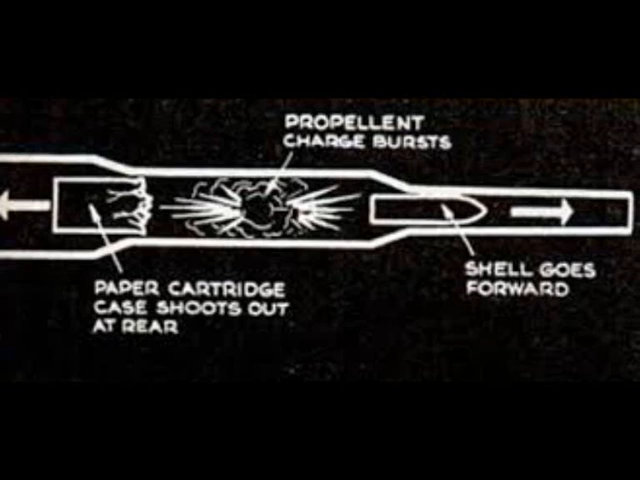 PROPELLENT
CHARGE BURSTS
SHELL GOES
FORWARD
PAPER CARTRIDGE
CASE SHOOTS OUT
AT REAR